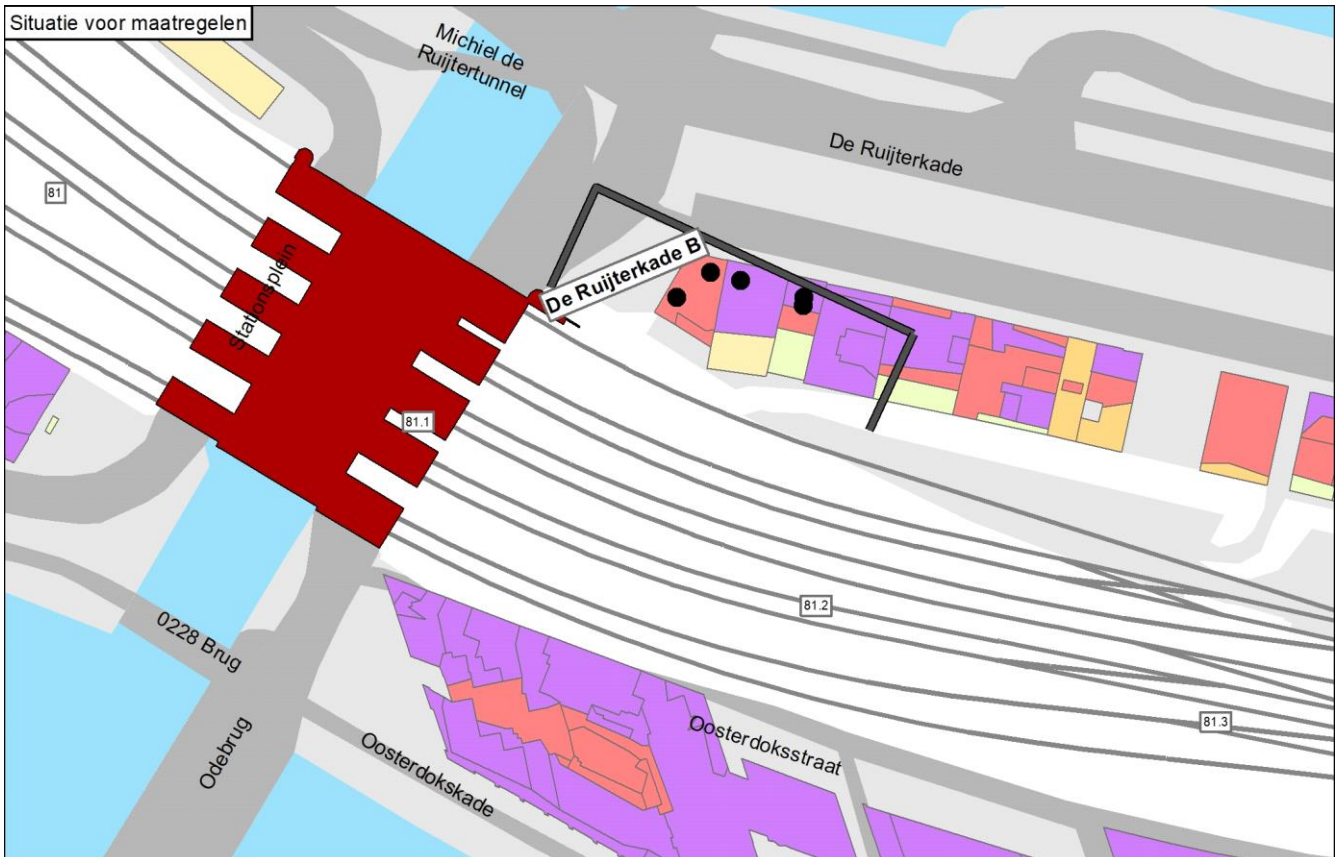 Situatie voor maatregelen
Michiel de
Ruijtertunnel
De Ruijterkade
81
Stationsplein
De Ruijterkade B
81.1
81.2
0228 Brug
81.3
Odebrug
Oosterdokskade
Oosterdoksstraat